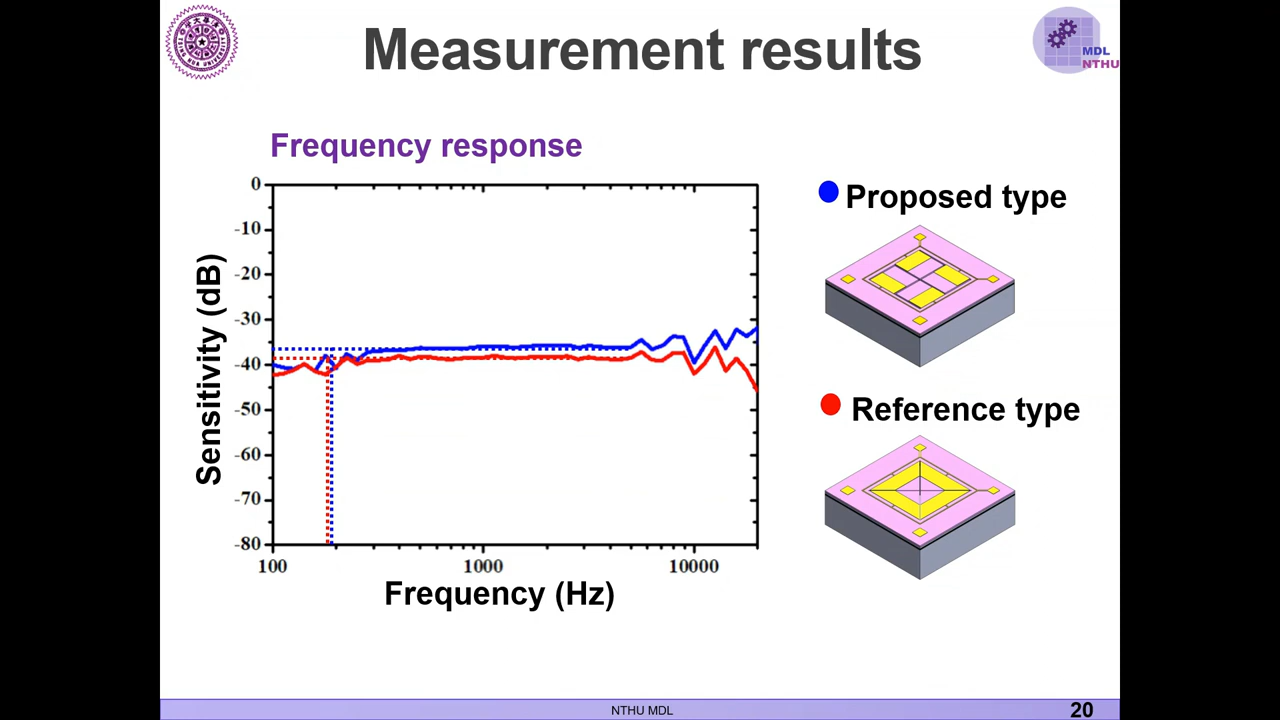 Measurement results
MDL
NTHU
Frequency response
0
-10
-20
-30
-40
-50
-60
-70
-80
100
1000
10000
Sensitivity (dB)
Frequency (Hz)
Proposed type
Reference type
NTHU MDL
20